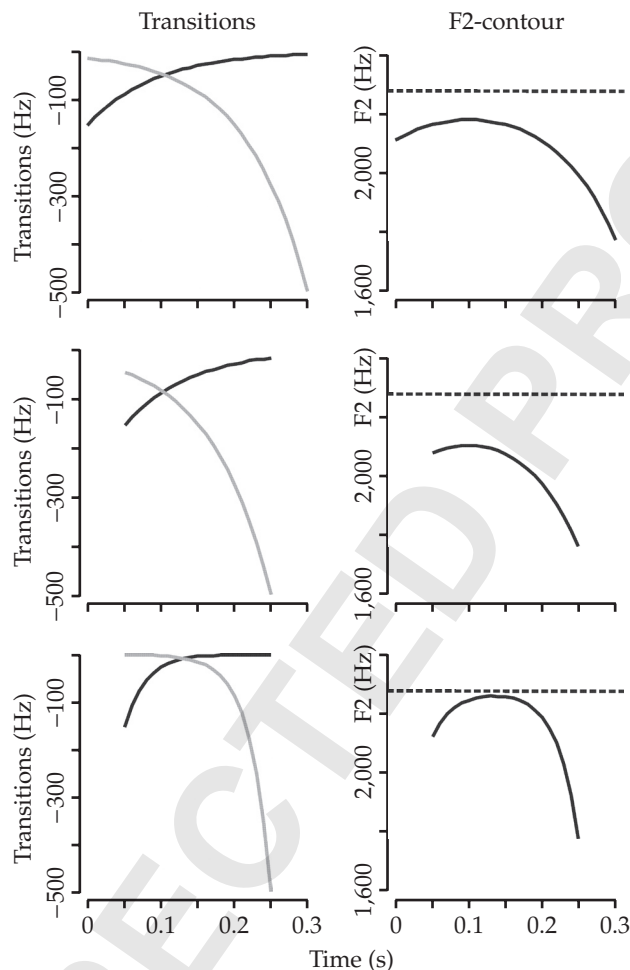 Transitions
F2-contour
Transitions (Hz)
−100
−300
−500
F2 (Hz)
2,000
1,600
Transitions (Hz)
−100
−300
−500
F2 (Hz)
2,000
1,600
Transitions (Hz)
−100
−300
−500
F2 (Hz)
2,000
1,600
0 0.1 0.2 0.3
0 0.1 0.2 0.3
Time (s)
ECTED PRO